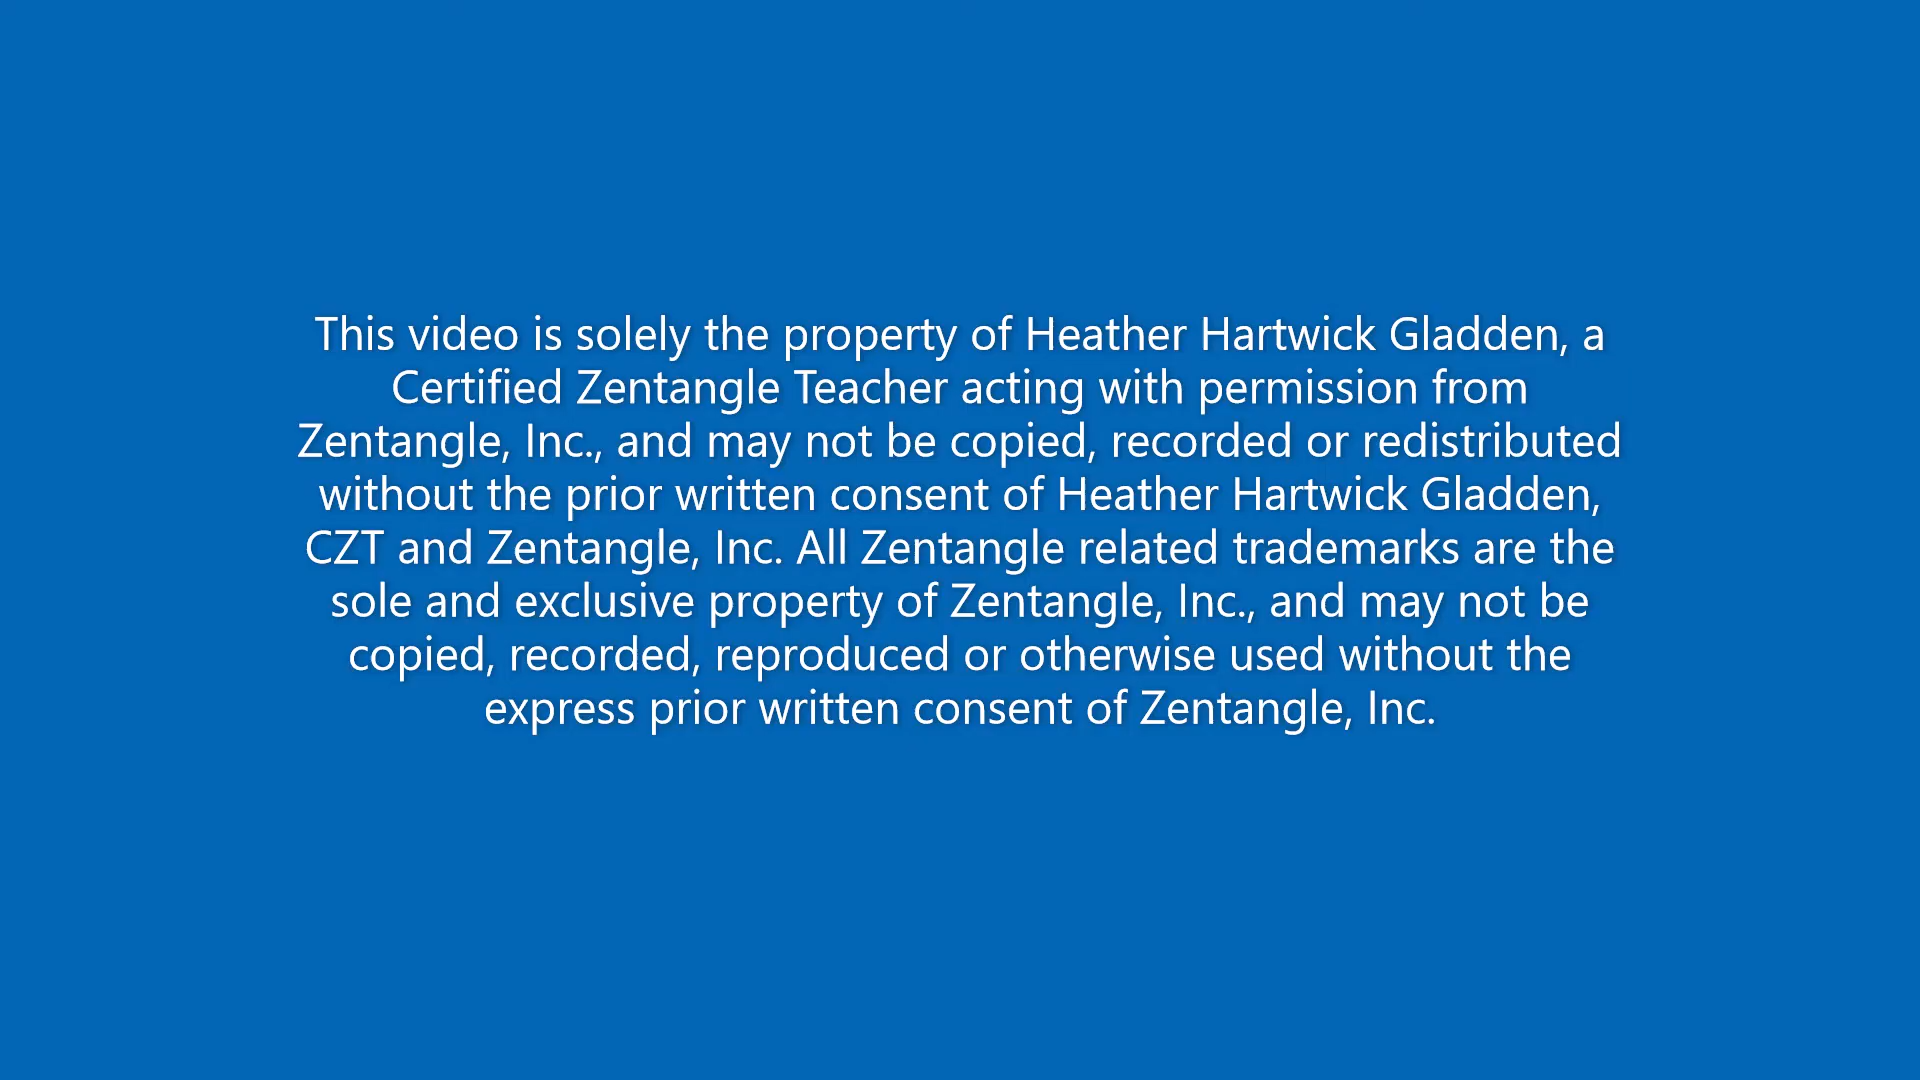 This video is solely the property of Heather Hartwick Gladden, a
Certified Zentangle Teacher acting with permission from
Zentangle, Inc., and may not be copied, recorded or redistributed
without the prior written consent of Heather Hartwick Gladden,
CZT and Zentangle, Inc. All Zentangle related trademarks are the
sole and exclusive property of Zentangle, Inc., and may not be
copied, recorded, reproduced or otherwise used without the
express prior written consent of Zentangle, Inc.